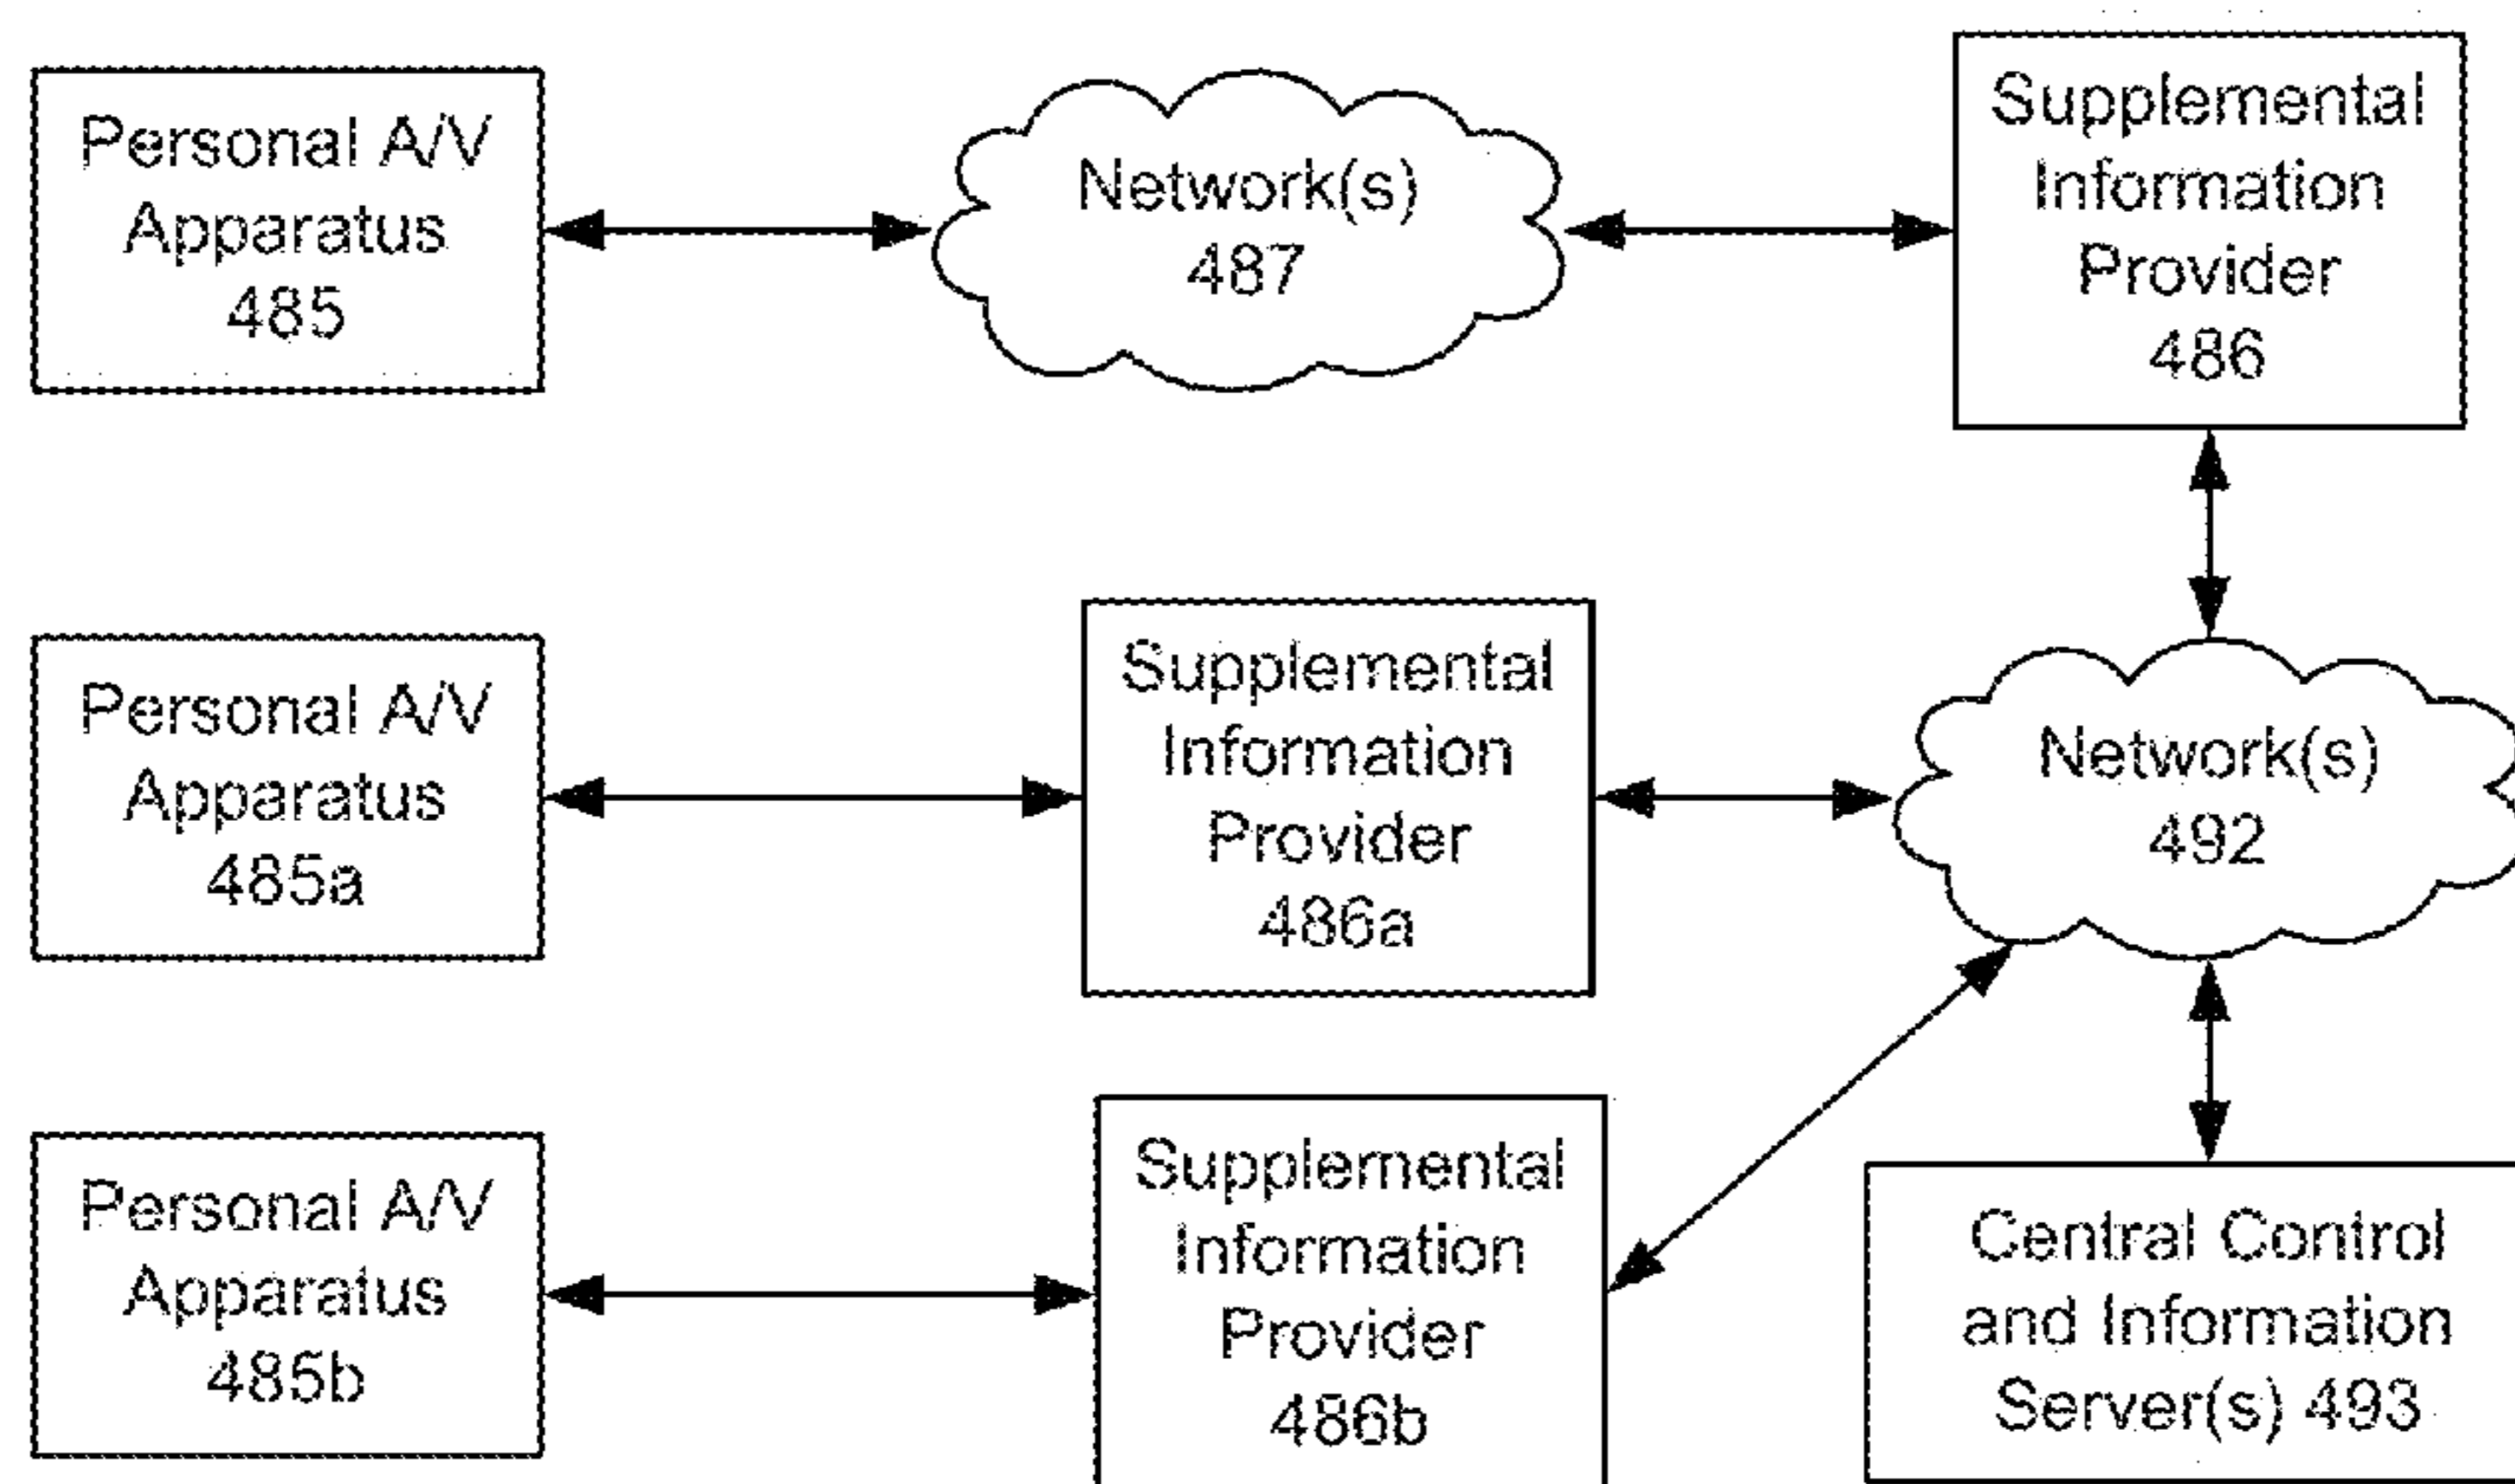 Personal A/V
Apparatus
485
Network(s)
487
Supplemental
Information
Provider
486
Personal A/V
Apparatus
485a
Supplemental
Information
Provider
486a
Network(s)
492
Personal A/V
Apparatus
485b
Supplemental
Information
Provider
486b
Central Control
and Information
Server(s) 493